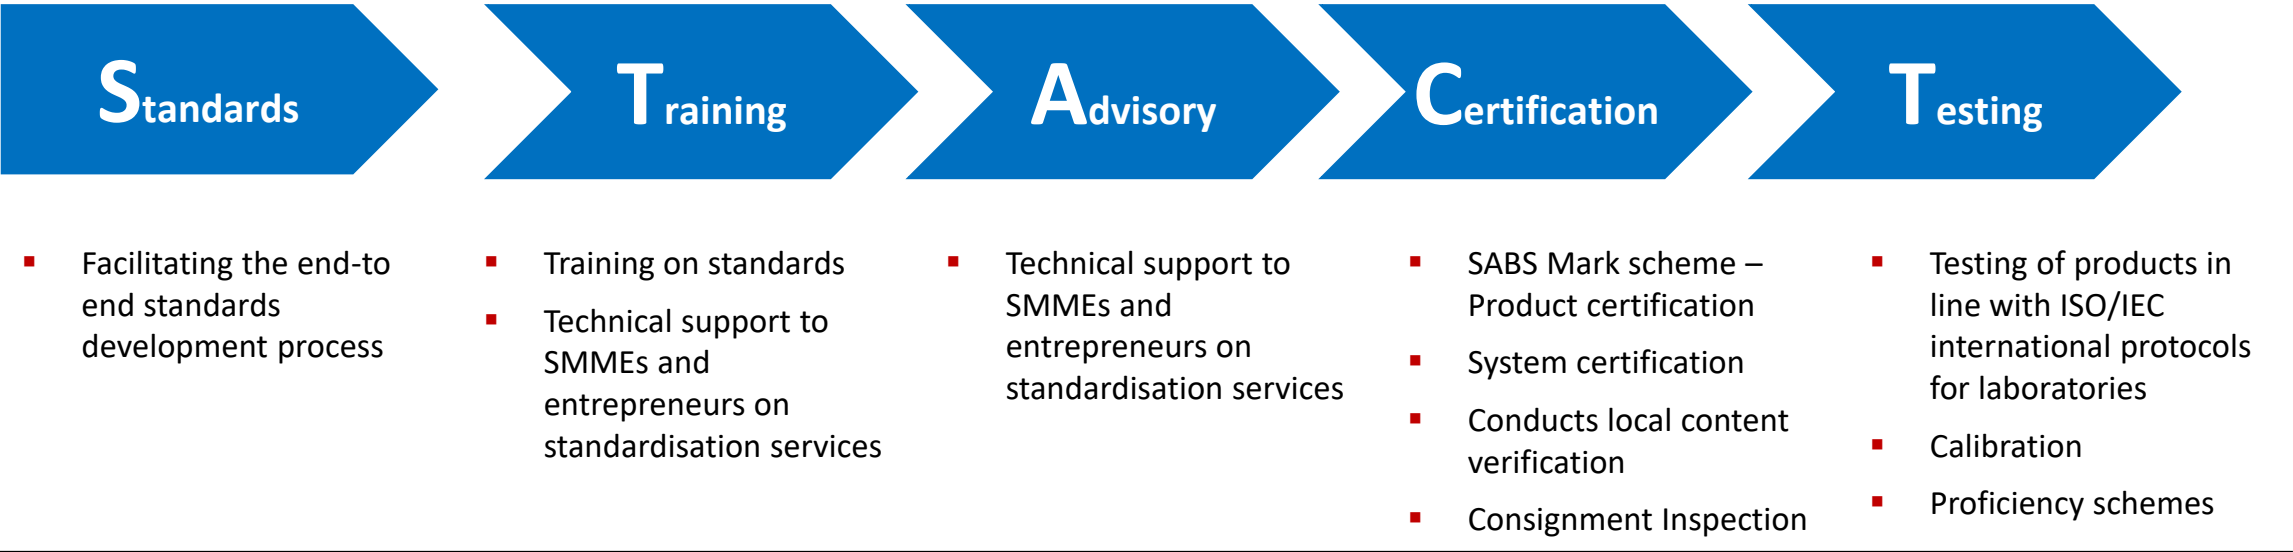 Standards
Training
Advisory
Certification
Testing
▪ Facilitating the end-to
end standards
development process
▪ Training on standards
▪ Technical support to
SMMEs and
entrepreneurs on
standardisation services
▪ Technical support to
SMMEs and
entrepreneurs on
standardisation services
▪ SABS Mark scheme –
Product certification
▪ System certification
▪ Conducts local content
verification
▪ Consignment Inspection
▪ Testing of products in
line with ISO/IEC
international protocols
for laboratories
▪ Calibration
▪ Proficiency schemes